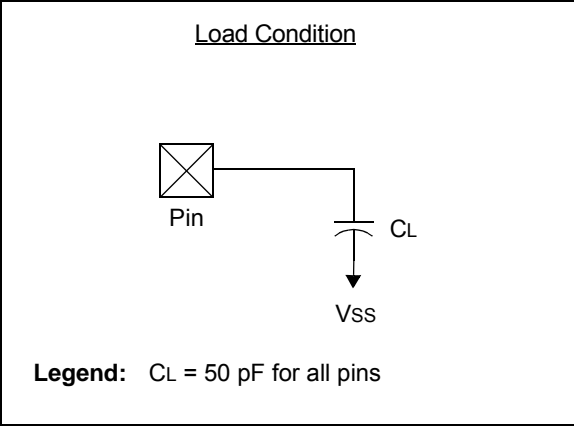 Load Condition
Pin
CL
VSS
Legend: CL = 50 pF for all pins